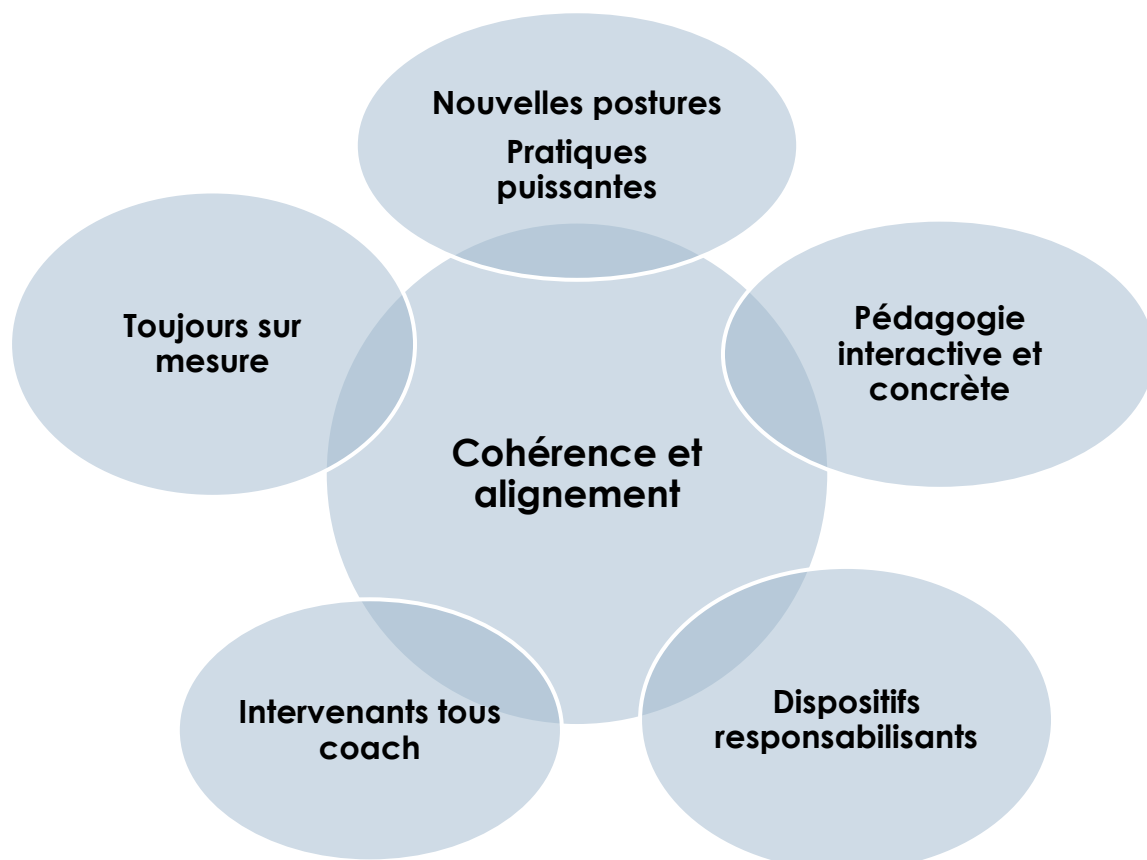 Nouvelles postures
Pratiques
puissantes
Toujours sur
mesure
Pédagogie
interactive et
concrète
Cohérence et
alignement
Intervenants tous
coach
Dispositifs
responsabilisants